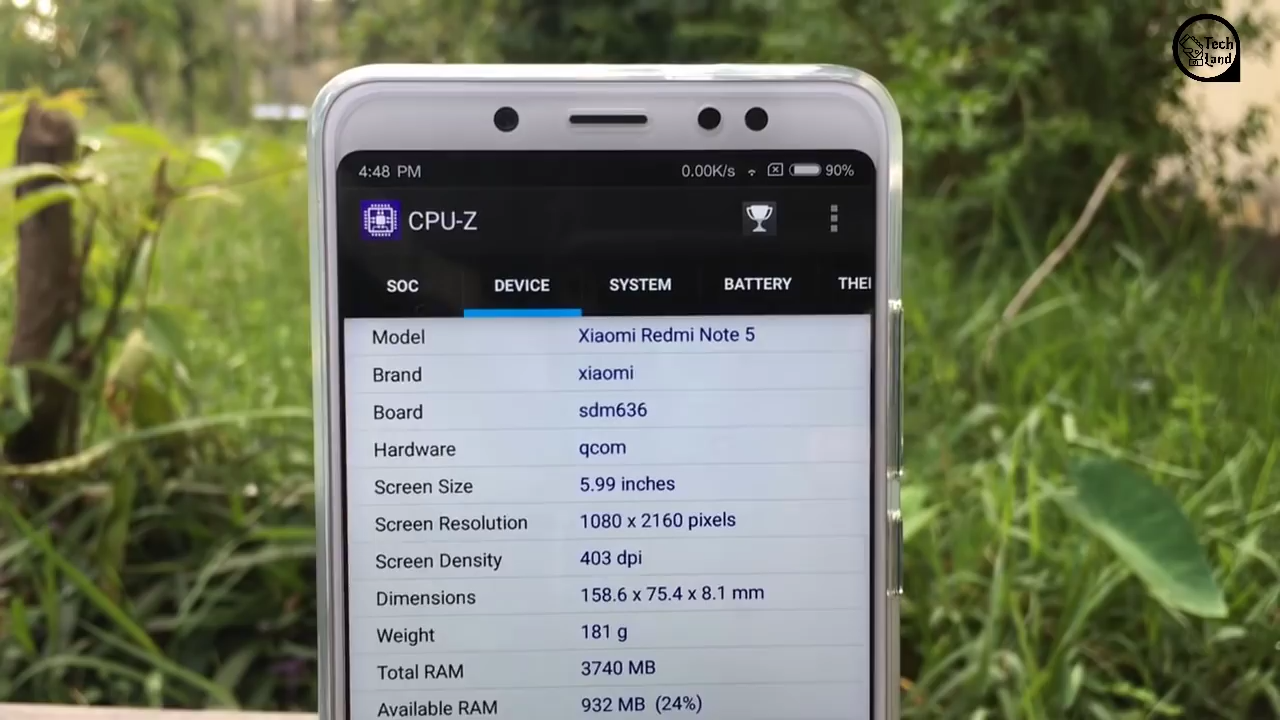 Tech
Land
4:48 PM 0.00K/s 90%
CPU-Z
SOC DEVICE SYSTEM BATTERY THE
Model Xiaomi Redmi Note 5
Brand xiaomi
Board sdm636
Hardware qcom
Screen Size 5.99 inches
Screen Resolution 1080 x 2160 pixels
Screen Density 403 dpi
Dimensions 158.6 x 75.4 x 8.1 mm
Weight 181 g
Total RAM 3740 MB
Available RAM 932 MB (24%)